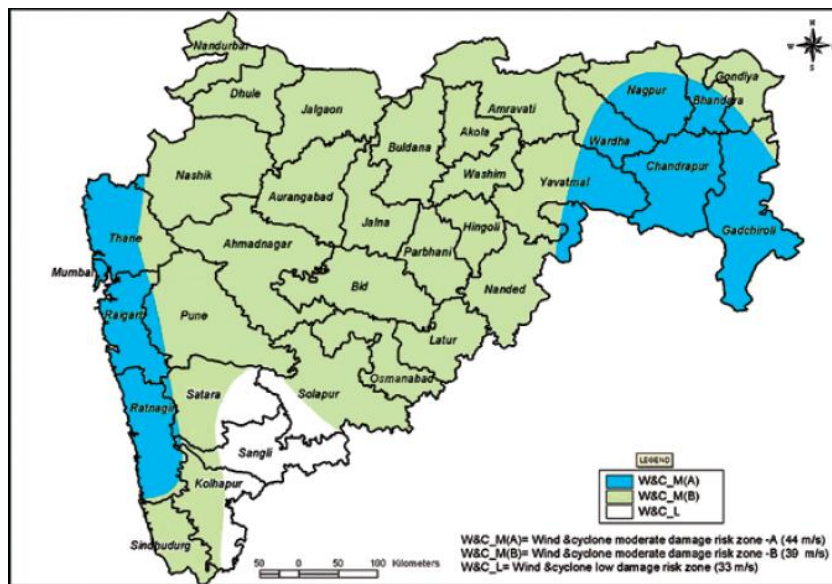 N
W E
S
Nandurbar
Gondiya
Dhule
Jalgaon
Amravati
Nagpur
Bhandara
Akola
Buldana
Wardha
Nashik
Washim
Chandrapur
Yavatmal
Aurangabad
Jalna
Hingoli
Thane
Ahmadnagar
Parbhani
Gadchiroli
Mumbai
Bid
Nanded
Raigarh
Pune
Latur
Osmanabad
Satara
Solapur
Ratnagiri
Sangli
Kolhapur
Sindhudurg
LEGEND
W&C_M(A)
W&C_M(B)
W&C_L
W&C_M(A)= Wind &cyclone moderate damage risk zone -A (44 m/s)
W&C_M(B)= Wind &cyclone moderate damage risk zone -B (39 m/s)
W&C_L= Wind &cyclone low damage risk zone (33 m/s)
50 0 50 100 Kilometers